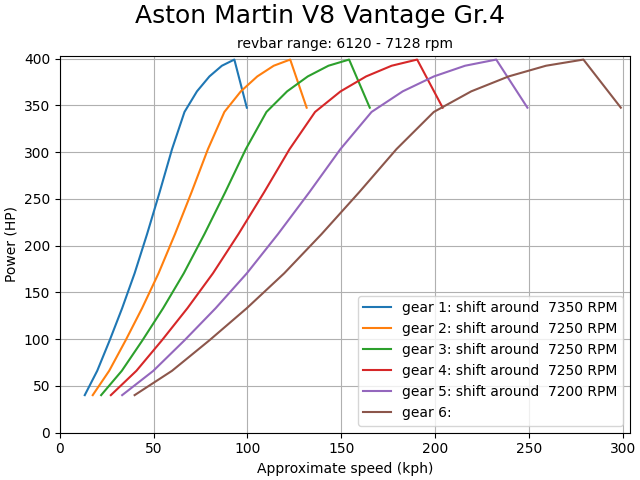 Aston Martin V8 Vantage Gr.4
revbar range: 6120 - 7128 rpm
400
350
300
250
200
150
100
50
0
Power (HP)
gear 1: shift around  7350 RPM
gear 2: shift around  7250 RPM
gear 3: shift around  7250 RPM
gear 4: shift around  7250 RPM
gear 5: shift around  7200 RPM
gear 6:
0 50 100 150 200 250 300
Approximate speed (kph)